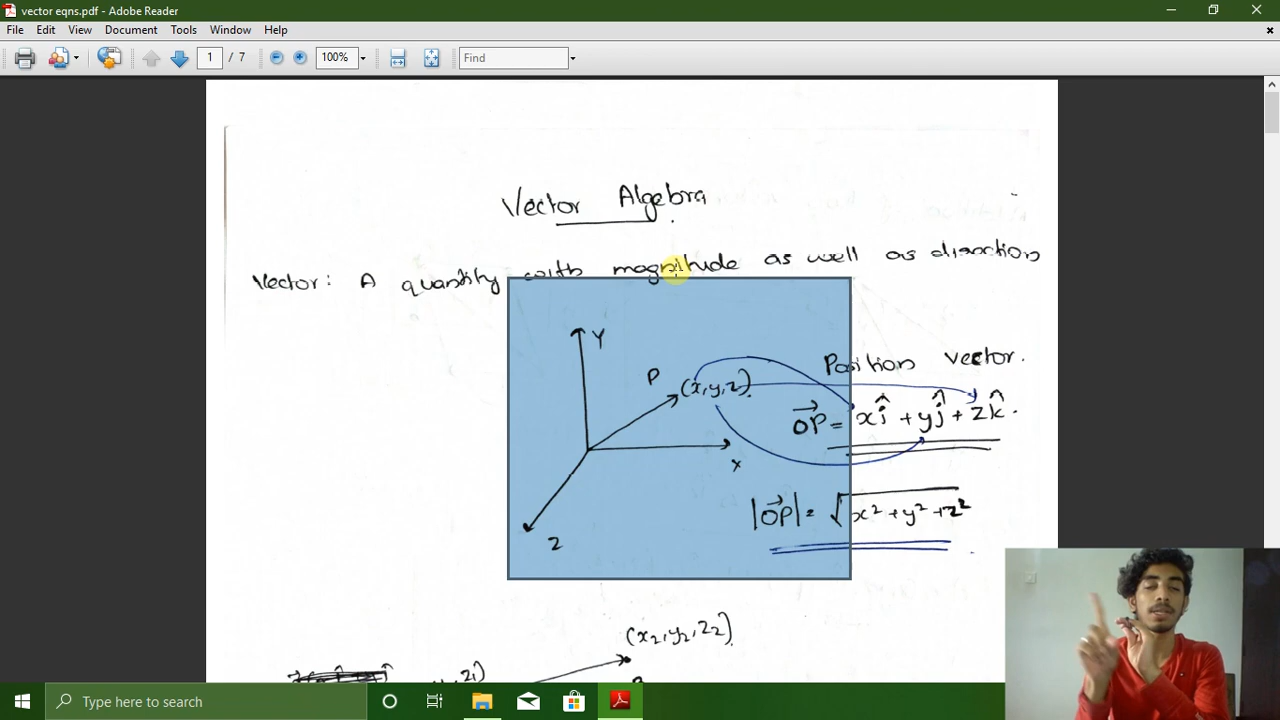 vector eqns.pdf - Adobe Reader
File Edit View Document Tools Window Help
1 / 7 100% Find
Vector Algebra
Vector: A quantity with magnitude as well as direction
Y
P (x,y,z)
X
Z
Position vector.
OP⃗ = xî + yĵ + zk̂.
|OP⃗| = √x² + y² + z²
(x₂, y₂, z₂)
Type here to search